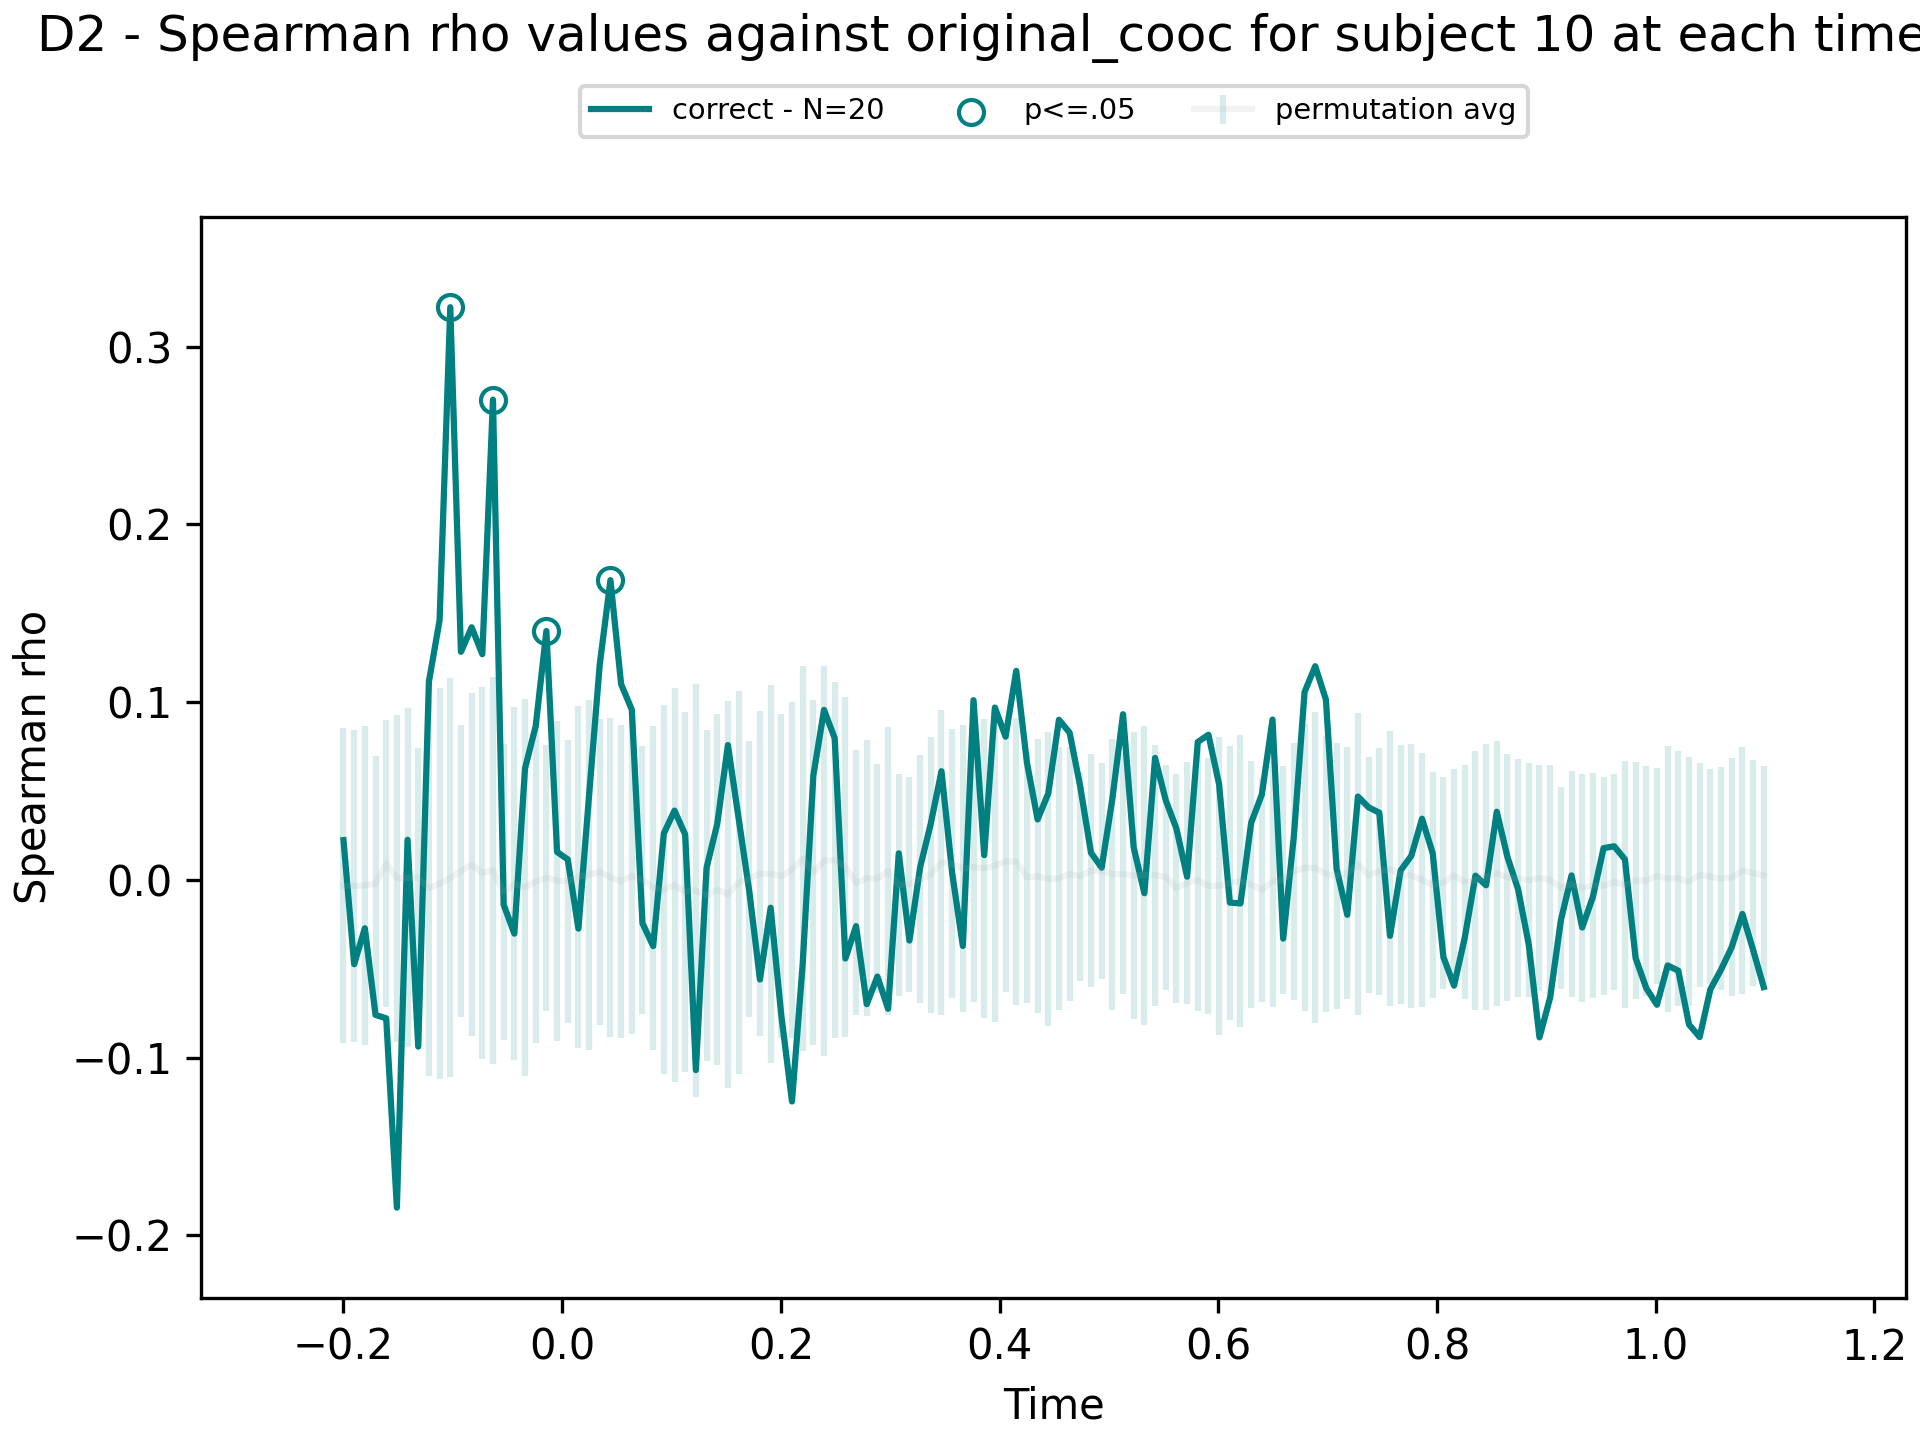 D2 - Spearman rho values against original_cooc for subject 10 at each time
correct - N=20
p<=.05
permutation avg
0.3
0.2
0.1
0.0
−0.1
−0.2
Spearman rho
−0.2
0.0
0.2
0.4
0.6
0.8
1.0
1.2
Time